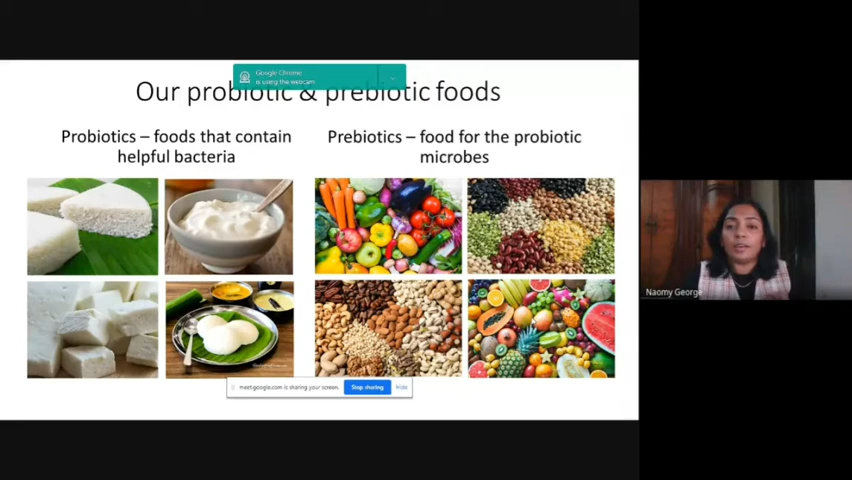 Google Chrome
is using the webcam
Our probiotic & prebiotic foods
Probiotics – foods that contain
helpful bacteria
Prebiotics – food for the probiotic
microbes
Naomy George
meet.google.com is sharing your screen.
Stop sharing
Hide